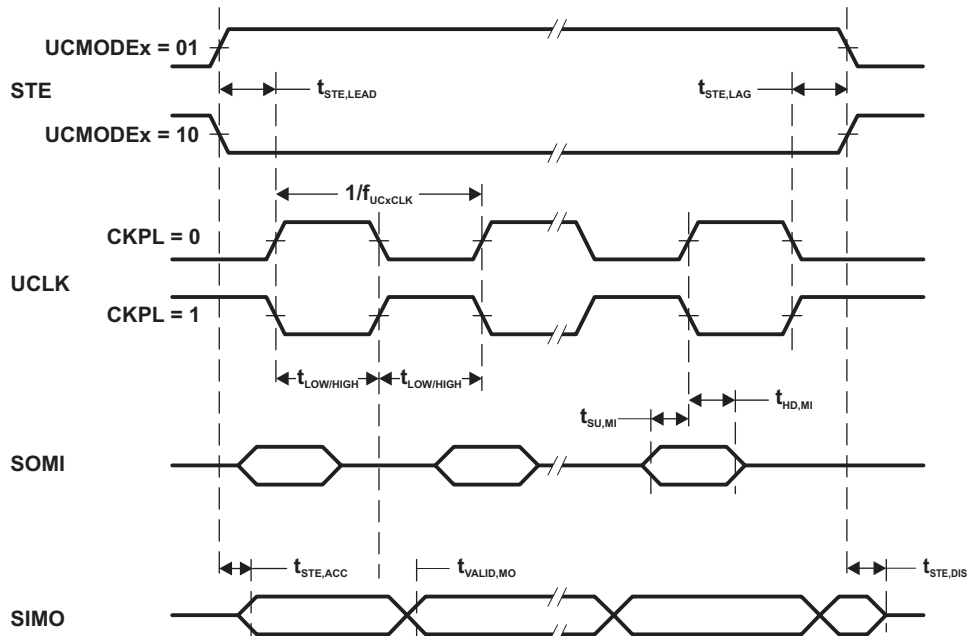 UCMODEx = 01
STE
tSTE,LEAD
tSTE,LAG
UCMODEx = 10
1/fUCxCLK
CKPL = 0
UCLK
CKPL = 1
tLOW/HIGH tLOW/HIGH
tSU,MI
tHD,MI
SOMI
tSTE,ACC
tVALID,MO
tSTE,DIS
SIMO